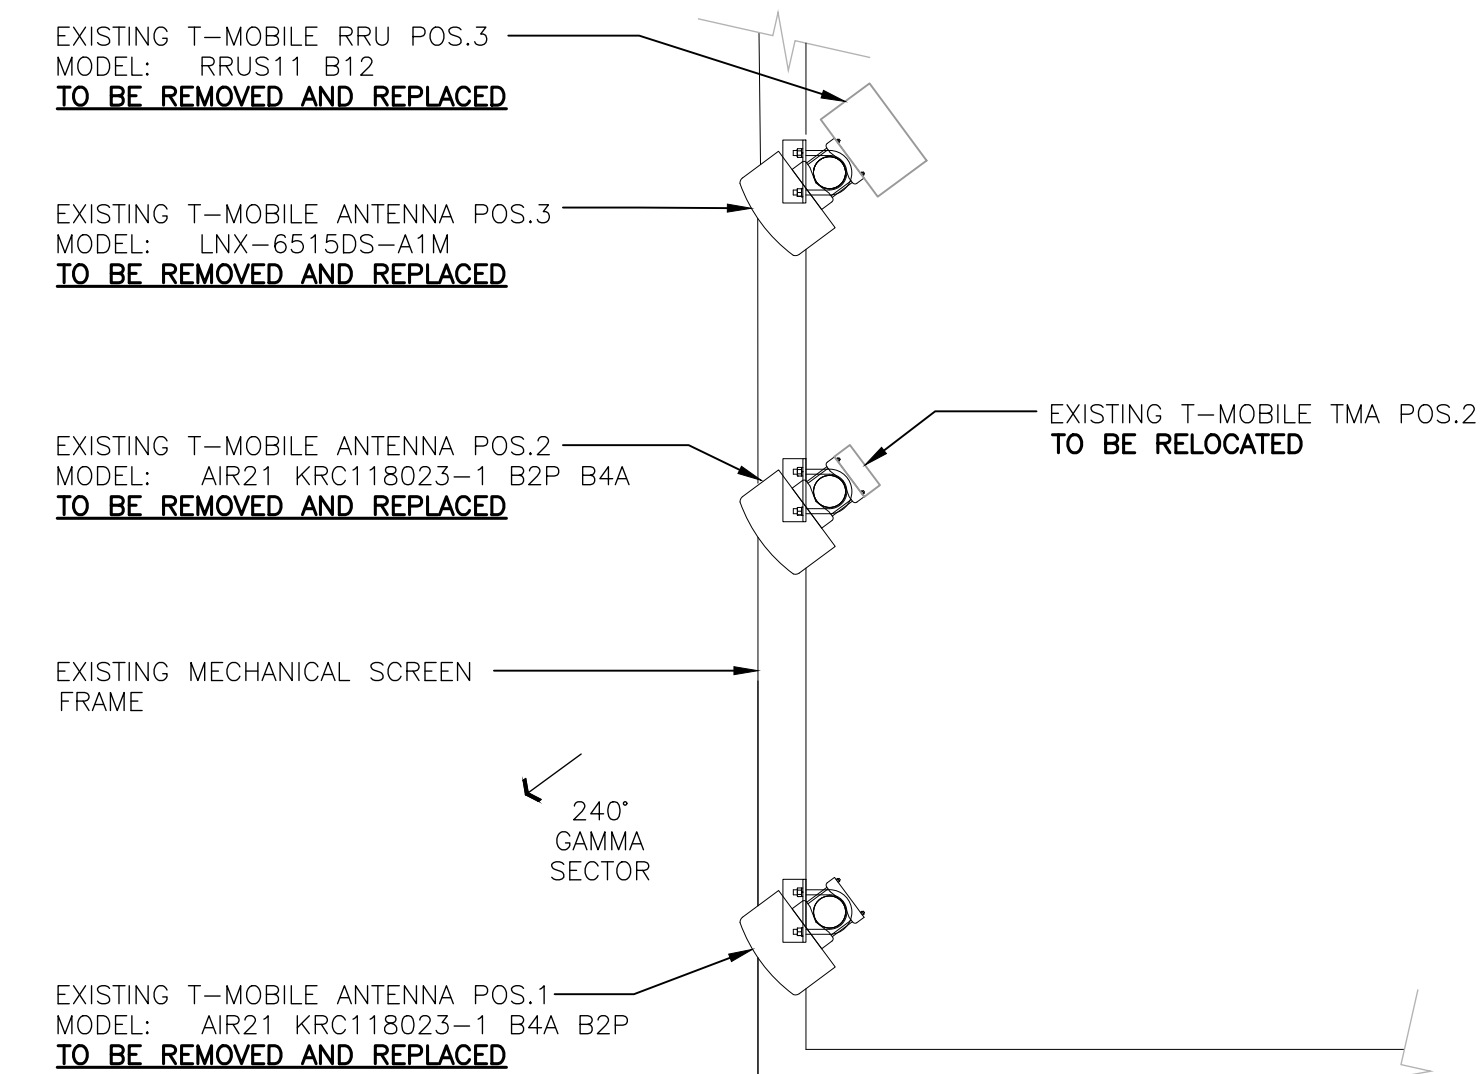 EXISTING T-MOBILE RRU POS.3
MODEL: RRUS11 B12
TO BE REMOVED AND REPLACED
EXISTING T-MOBILE ANTENNA POS.3
MODEL: LNX-6515DS-A1M
TO BE REMOVED AND REPLACED
EXISTING T-MOBILE TMA POS.2
TO BE RELOCATED
EXISTING T-MOBILE ANTENNA POS.2
MODEL: AIR21 KRC118023-1 B2P B4A
TO BE REMOVED AND REPLACED
EXISTING MECHANICAL SCREEN
FRAME
240°
GAMMA
SECTOR
EXISTING T-MOBILE ANTENNA POS.1
MODEL: AIR21 KRC118023-1 B4A B2P
TO BE REMOVED AND REPLACED